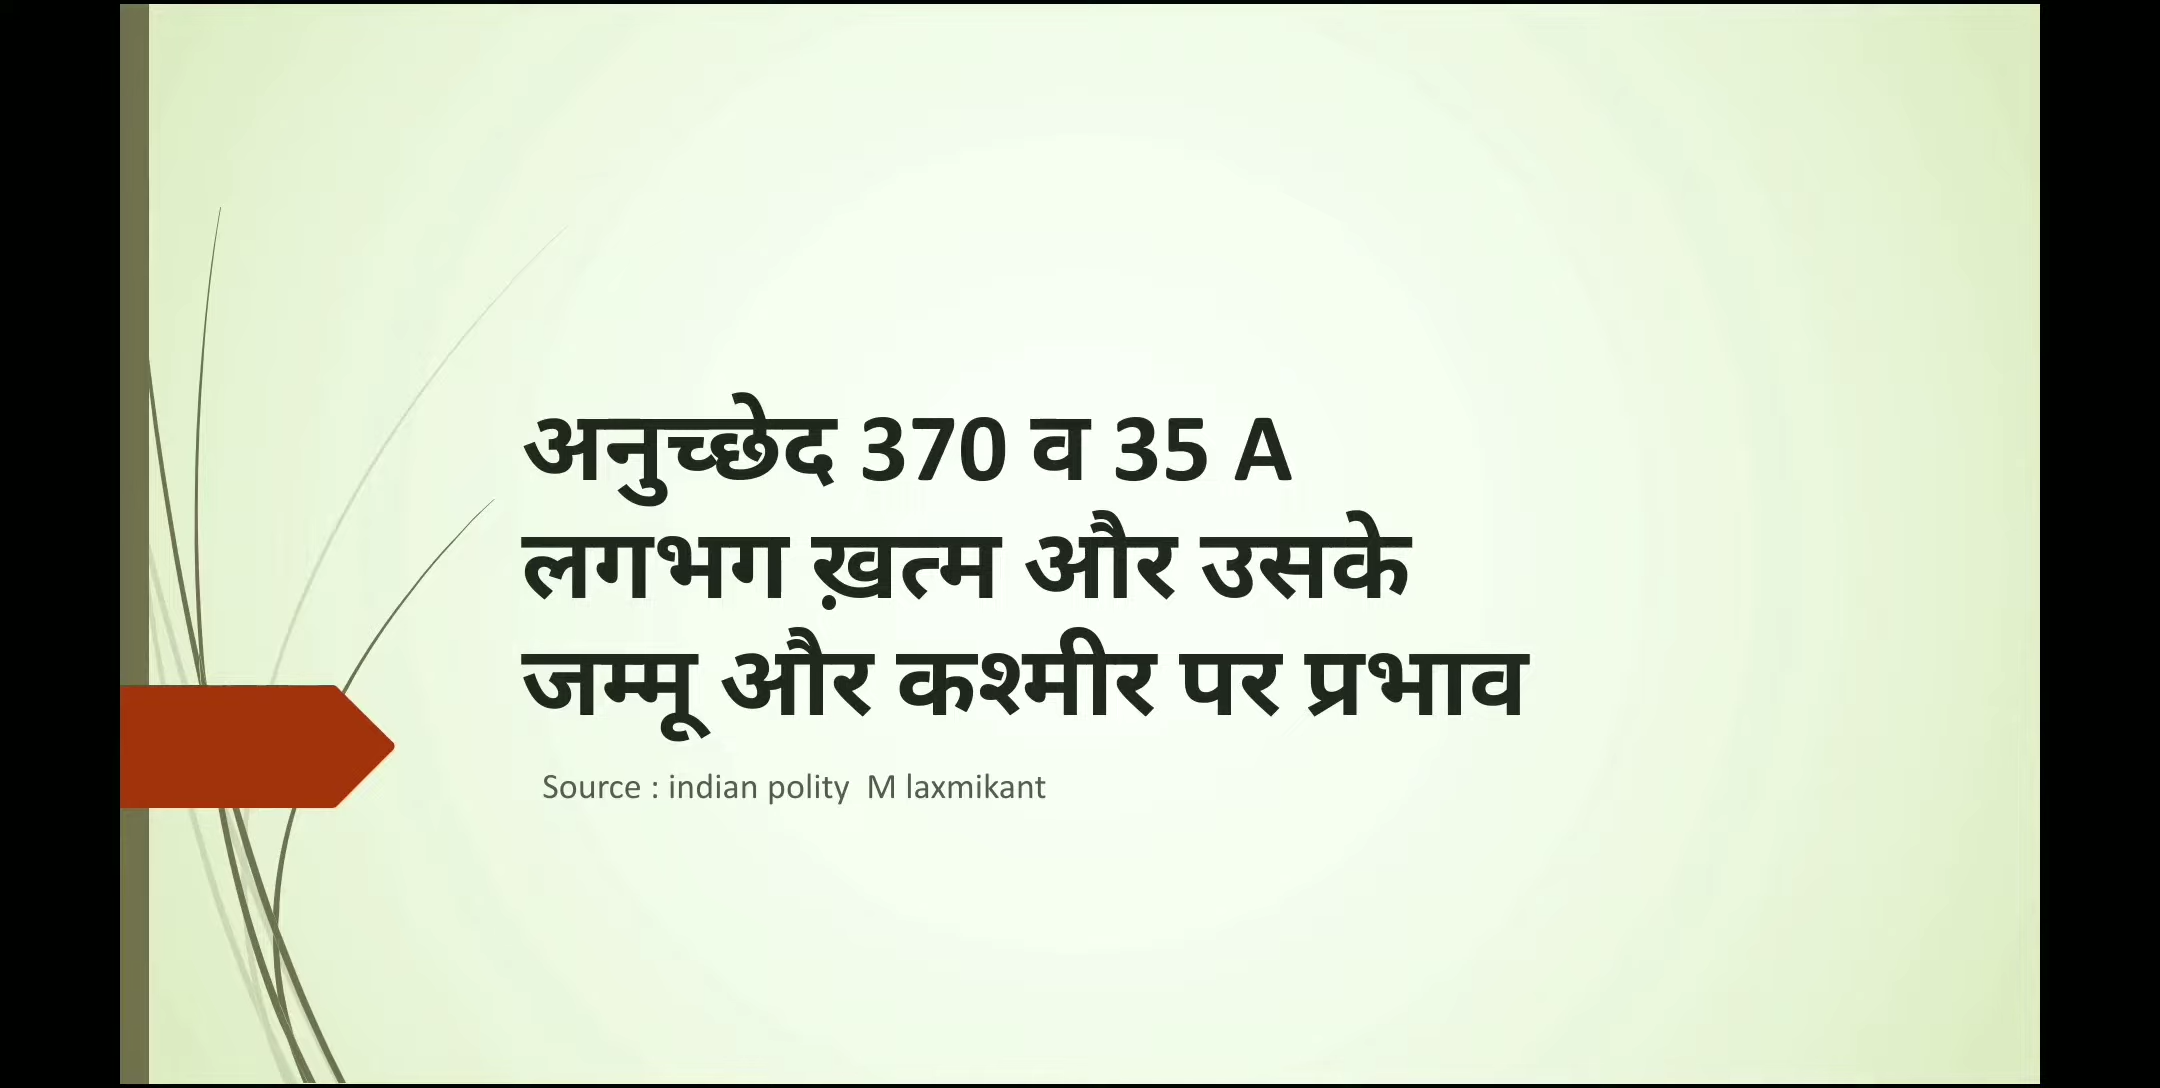 अनुच्छेद 370 व 35 A
लगभग ख़त्म और उसके
जम्मू और कश्मीर पर प्रभाव
Source : indian polity  M laxmikant